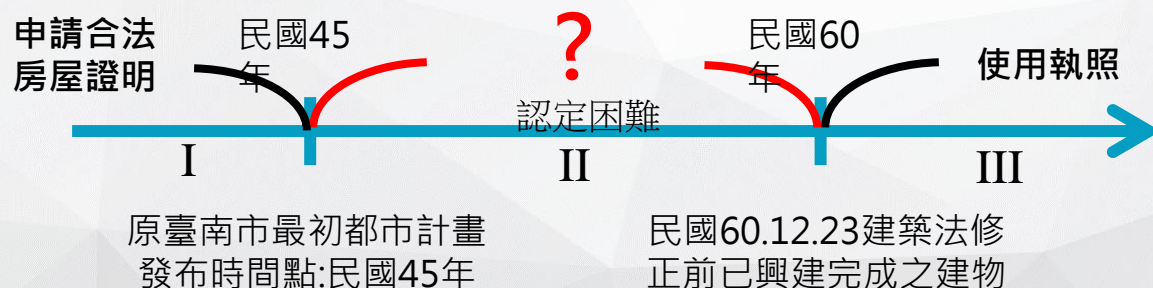 申請合法
房屋證明
民國45
年
?
認定困難
民國60
年
使用執照
I
II
III
原臺南市最初都市計畫
發布時間點:民國45年
民國60.12.23建築法修
正前已興建完成之建物